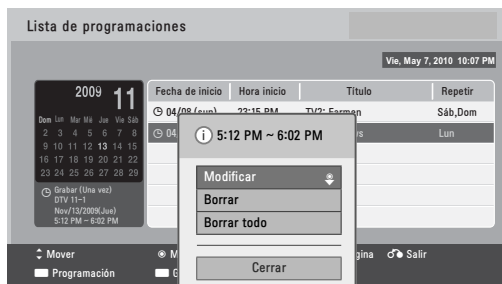 Lista de programaciones
Vie, May 7, 2010 10:07 PM
2009 11
Dom Lun Mar Mié Jue Vie Sáb
2 3 4 5 6 7 8
9 10 11 12 13 14 15
16 17 18 19 20 21 22
23 24 25 26 27 28 29
Grabar (Una vez)
DTV 11-1
Nov/13/2009(Jue)
5:12 PM ~ 6:02 PM
Fecha de inicio Hora inicio Título Repetir
04/08 (sun) 23:15 PM TV2: Farmen Sáb,Dom
04 Lun
5:12 PM ~ 6:02 PM
Modificar
Borrar
Borrar todo
Cerrar
Mover Salir
Programación